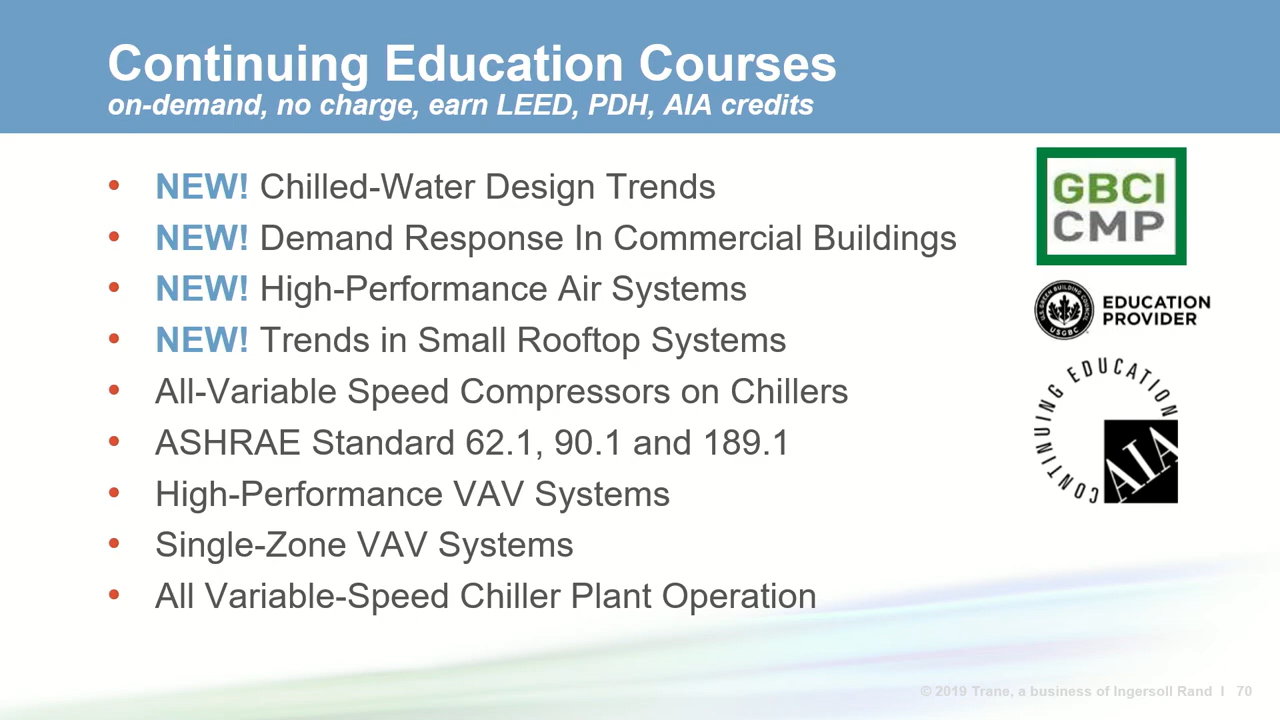 Continuing Education Courses
on-demand, no charge, earn LEED, PDH, AIA credits
• NEW! Chilled-Water Design Trends
• NEW! Demand Response In Commercial Buildings
• NEW! High-Performance Air Systems
• NEW! Trends in Small Rooftop Systems
• All-Variable Speed Compressors on Chillers
• ASHRAE Standard 62.1, 90.1 and 189.1
• High-Performance VAV Systems
• Single-Zone VAV Systems
• All Variable-Speed Chiller Plant Operation
GBCI
CMP
U.S. GREEN BUILDING COUNCIL
USGBC
EDUCATION
PROVIDER
CONTINUING EDUCATION
AIA
© 2019 Trane, a business of Ingersoll Rand I 70